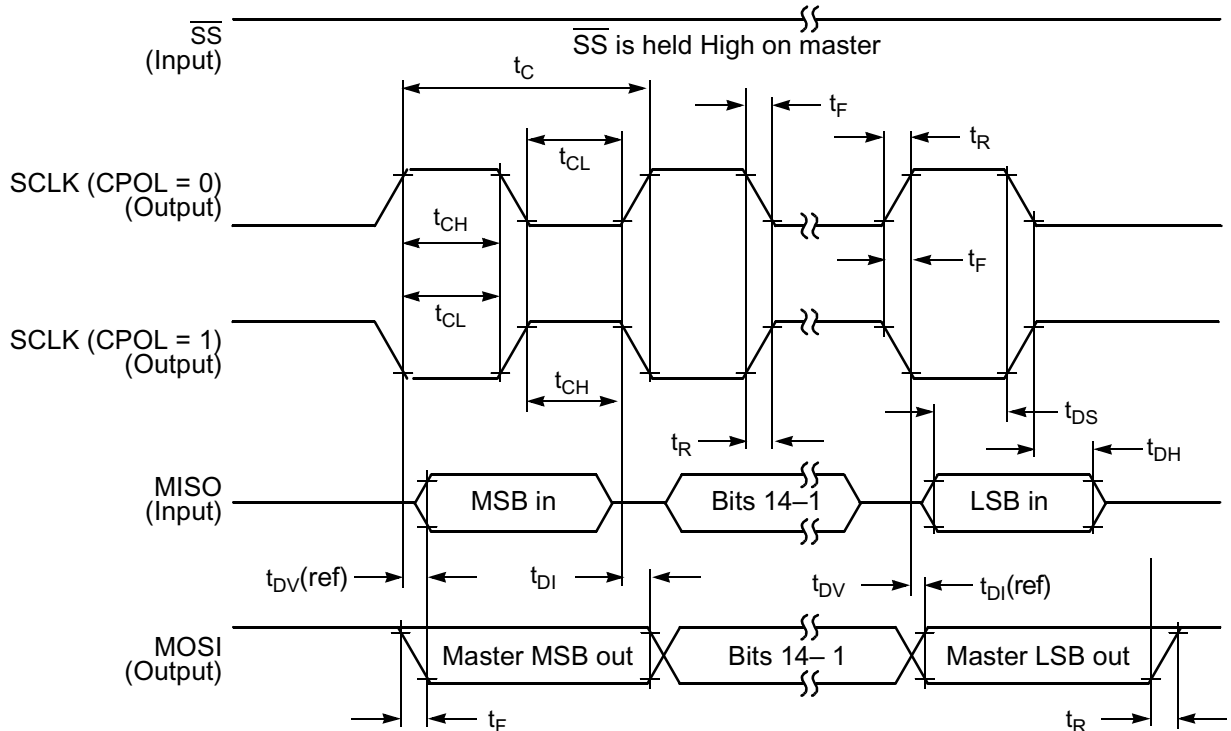 SS
(Input)
SS is held High on master
tC
tF
tR
tCL
SCLK (CPOL = 0)
(Output)
tCH
tF
tCL
SCLK (CPOL = 1)
(Output)
tCH
tDS
tR
tDH
MISO
(Input)
MSB in
Bits 14–1
LSB in
tDV(ref)
tDI
tDV
tDI(ref)
MOSI
(Output)
Master MSB out
Bits 14– 1
Master LSB out
tF
tR